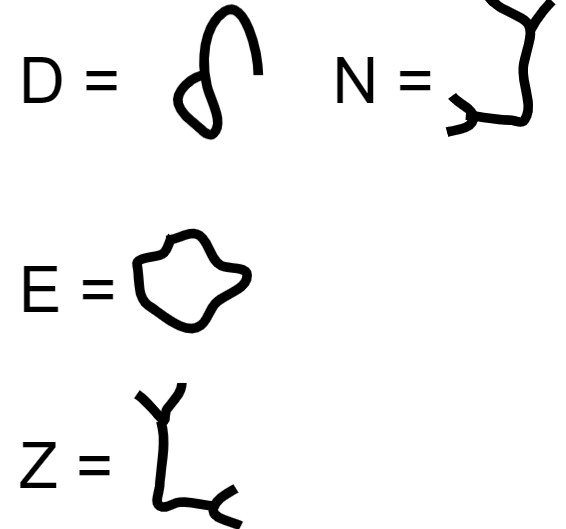 D = N =
E =
Z =